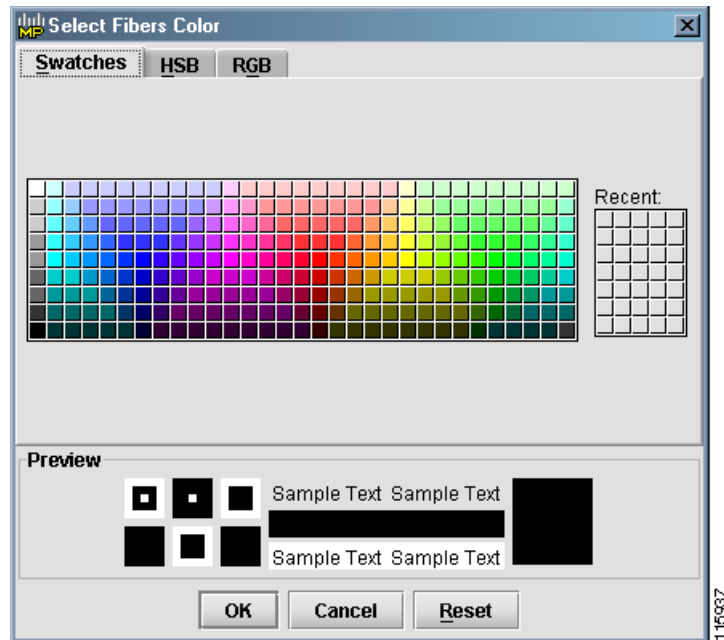 MP Select Fibers Color
Swatches HSB RGB
Recent:
Preview
Sample Text Sample Text
Sample Text Sample Text
OK Cancel Reset
115937